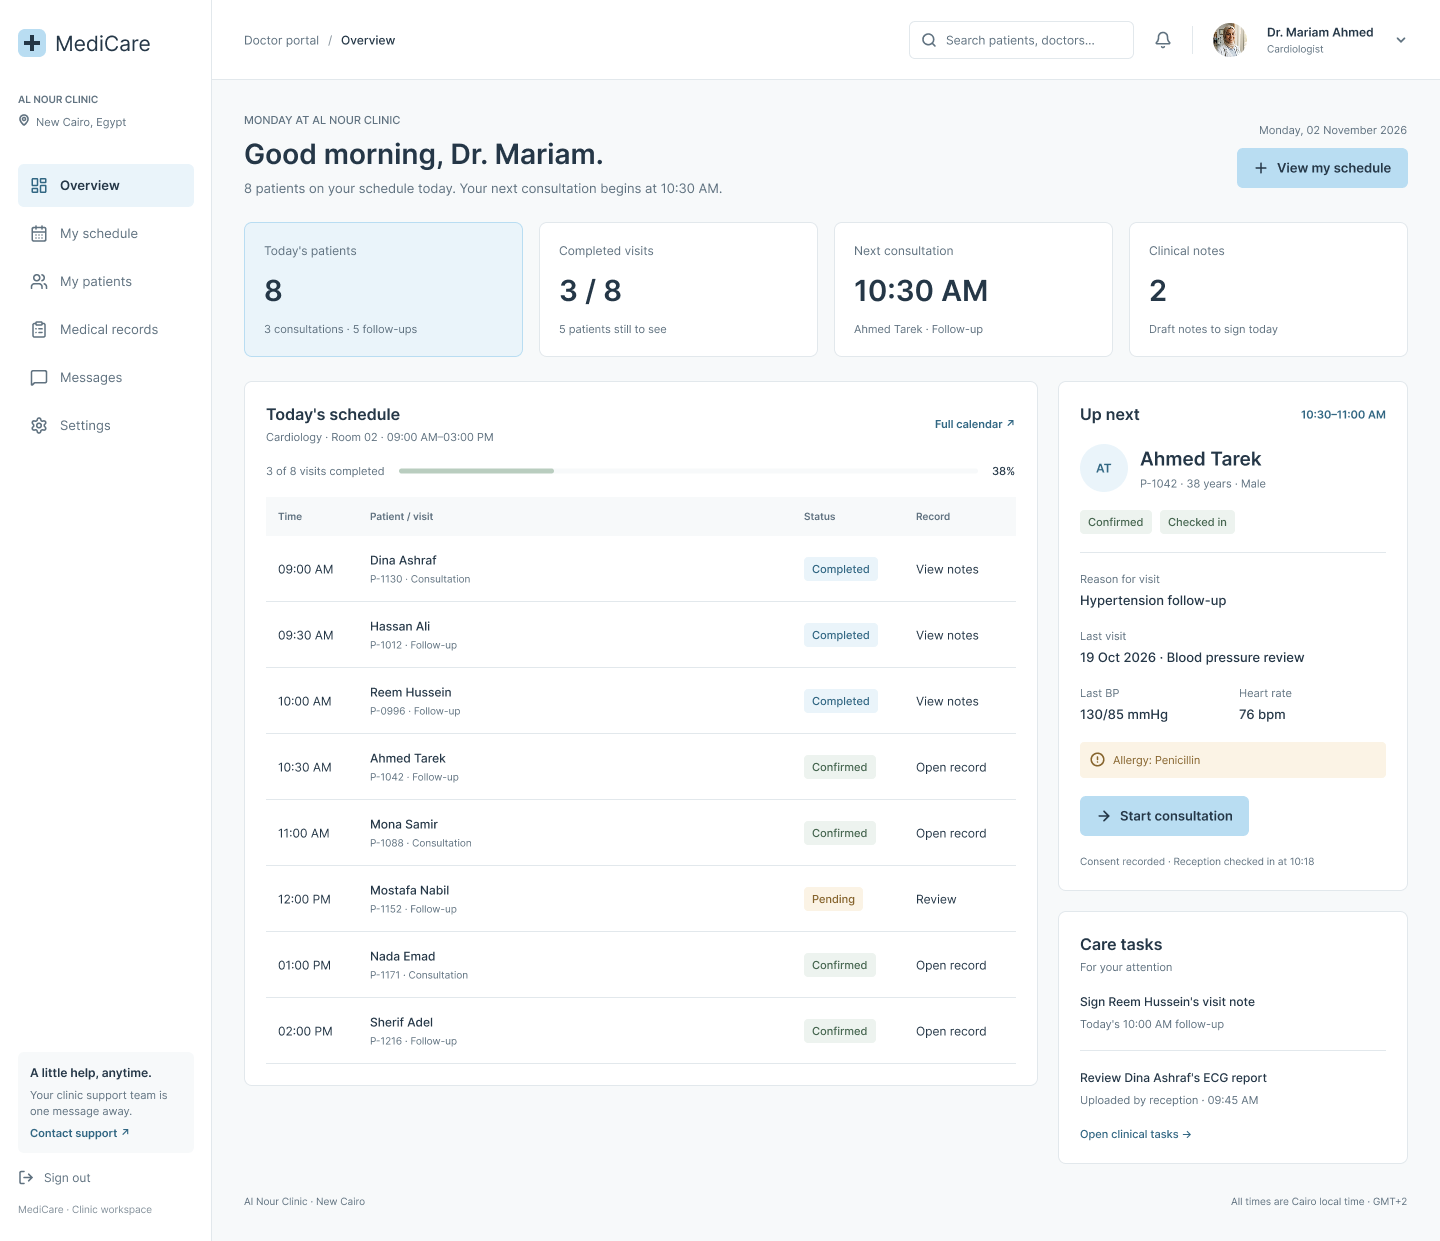 MediCare
AL NOUR CLINIC
New Cairo, Egypt
Overview
My schedule
My patients
Medical records
Messages
Settings
A little help, anytime.
Your clinic support team is
one message away.
Contact support ↗
Sign out
MediCare · Clinic workspace
Doctor portal / Overview
Search patients, doctors...
Dr. Mariam Ahmed
Cardiologist
MONDAY AT AL NOUR CLINIC
Good morning, Dr. Mariam.
8 patients on your schedule today. Your next consultation begins at 10:30 AM.
Monday, 02 November 2026
View my schedule
Today's patients
8
3 consultations · 5 follow-ups
Completed visits
3 / 8
5 patients still to see
Next consultation
10:30 AM
Ahmed Tarek · Follow-up
Clinical notes
2
Draft notes to sign today
Today's schedule
Cardiology · Room 02 · 09:00 AM–03:00 PM
Full calendar ↗
3 of 8 visits completed 38%
Time Patient / visit Status Record
09:00 AM Dina Ashraf Completed View notes
P-1130 · Consultation
09:30 AM Hassan Ali Completed View notes
P-1012 · Follow-up
10:00 AM Reem Hussein Completed View notes
P-0996 · Follow-up
10:30 AM Ahmed Tarek Confirmed Open record
P-1042 · Follow-up
11:00 AM Mona Samir Confirmed Open record
P-1088 · Consultation
12:00 PM Mostafa Nabil Pending Review
P-1152 · Follow-up
01:00 PM Nada Emad Confirmed Open record
P-1171 · Consultation
02:00 PM Sherif Adel Confirmed Open record
P-1216 · Follow-up
Up next 10:30–11:00 AM
AT
Ahmed Tarek
P-1042 · 38 years · Male
Confirmed Checked in
Reason for visit
Hypertension follow-up
Last visit
19 Oct 2026 · Blood pressure review
Last BP Heart rate
130/85 mmHg 76 bpm
Allergy: Penicillin
→ Start consultation
Consent recorded · Reception checked in at 10:18
Care tasks
For your attention
Sign Reem Hussein's visit note
Today's 10:00 AM follow-up
Review Dina Ashraf's ECG report
Uploaded by reception · 09:45 AM
Open clinical tasks →
Al Nour Clinic · New Cairo
All times are Cairo local time · GMT+2